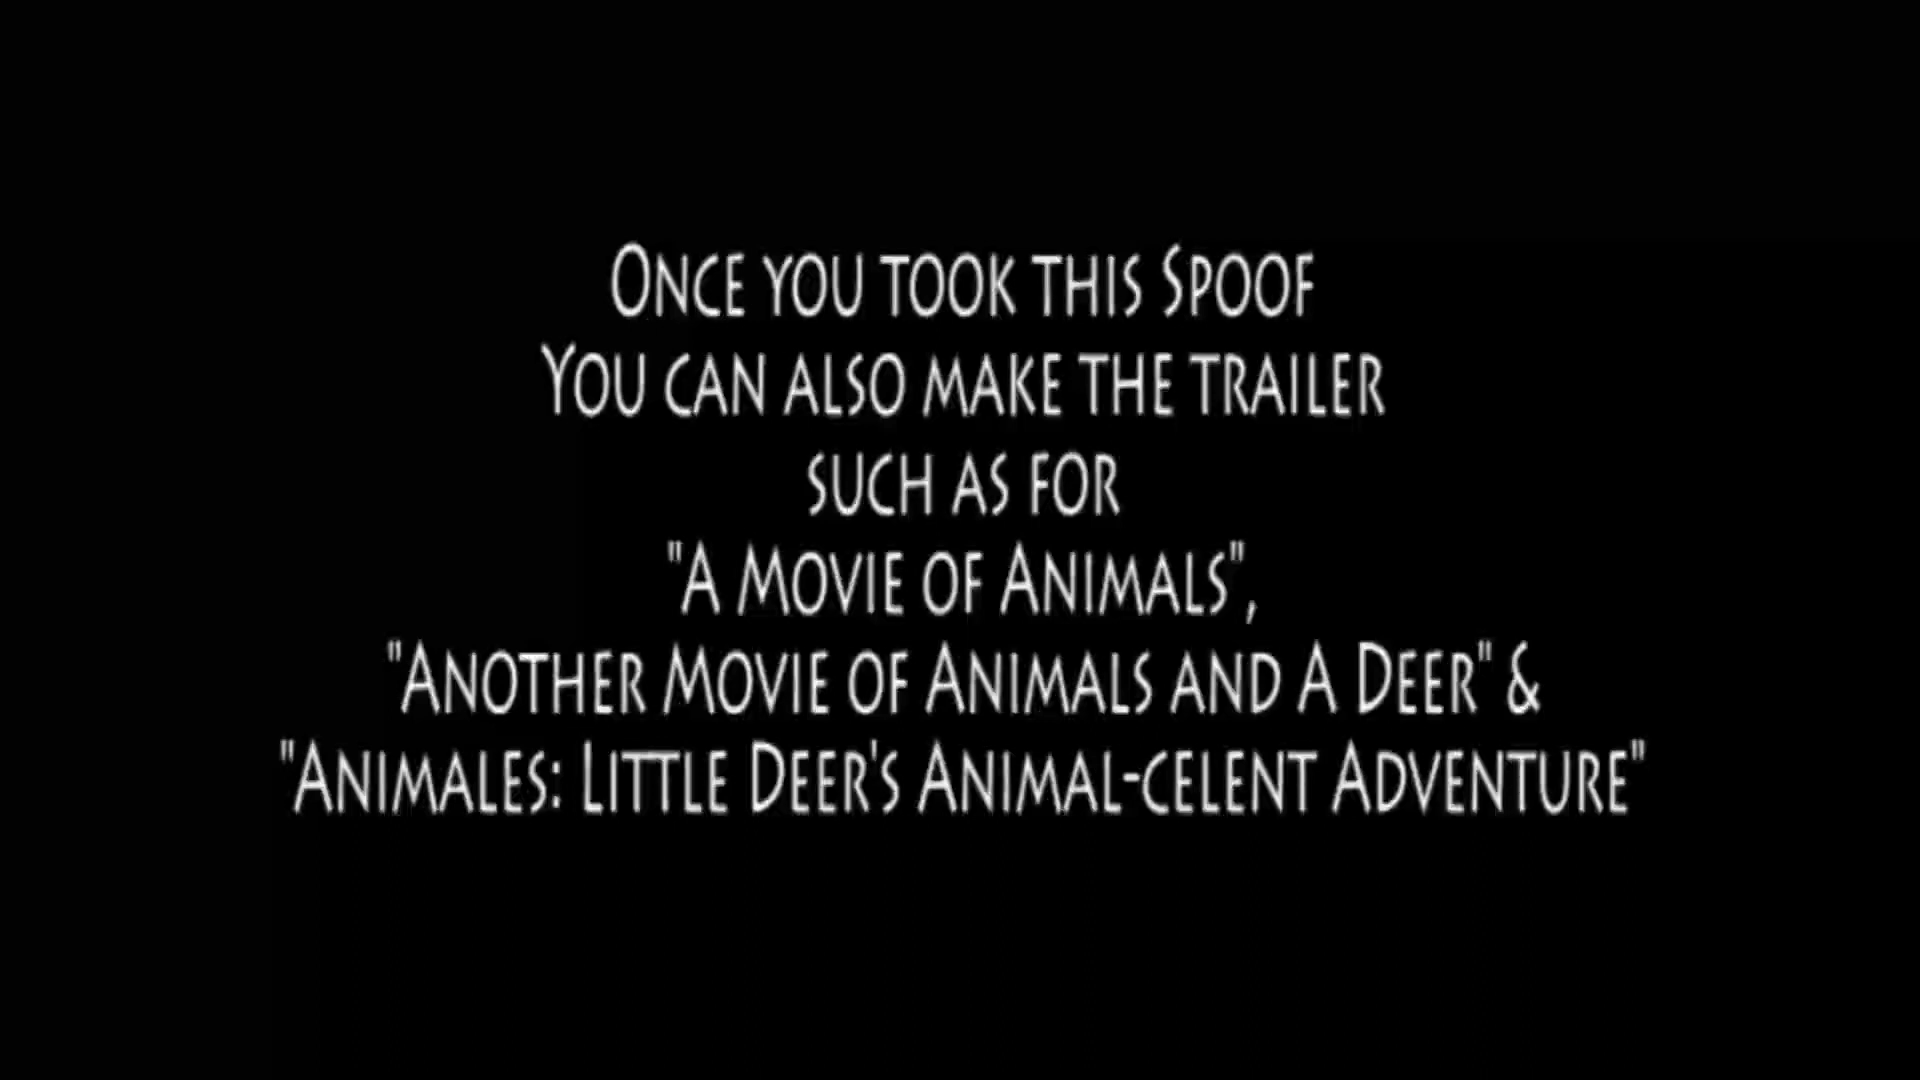 Once you took this Spoof
You can also make the trailer
such as for
"A Movie of Animals",
"Another Movie of Animals and A Deer" &
"Animales: Little Deer's Animal-celent Adventure"